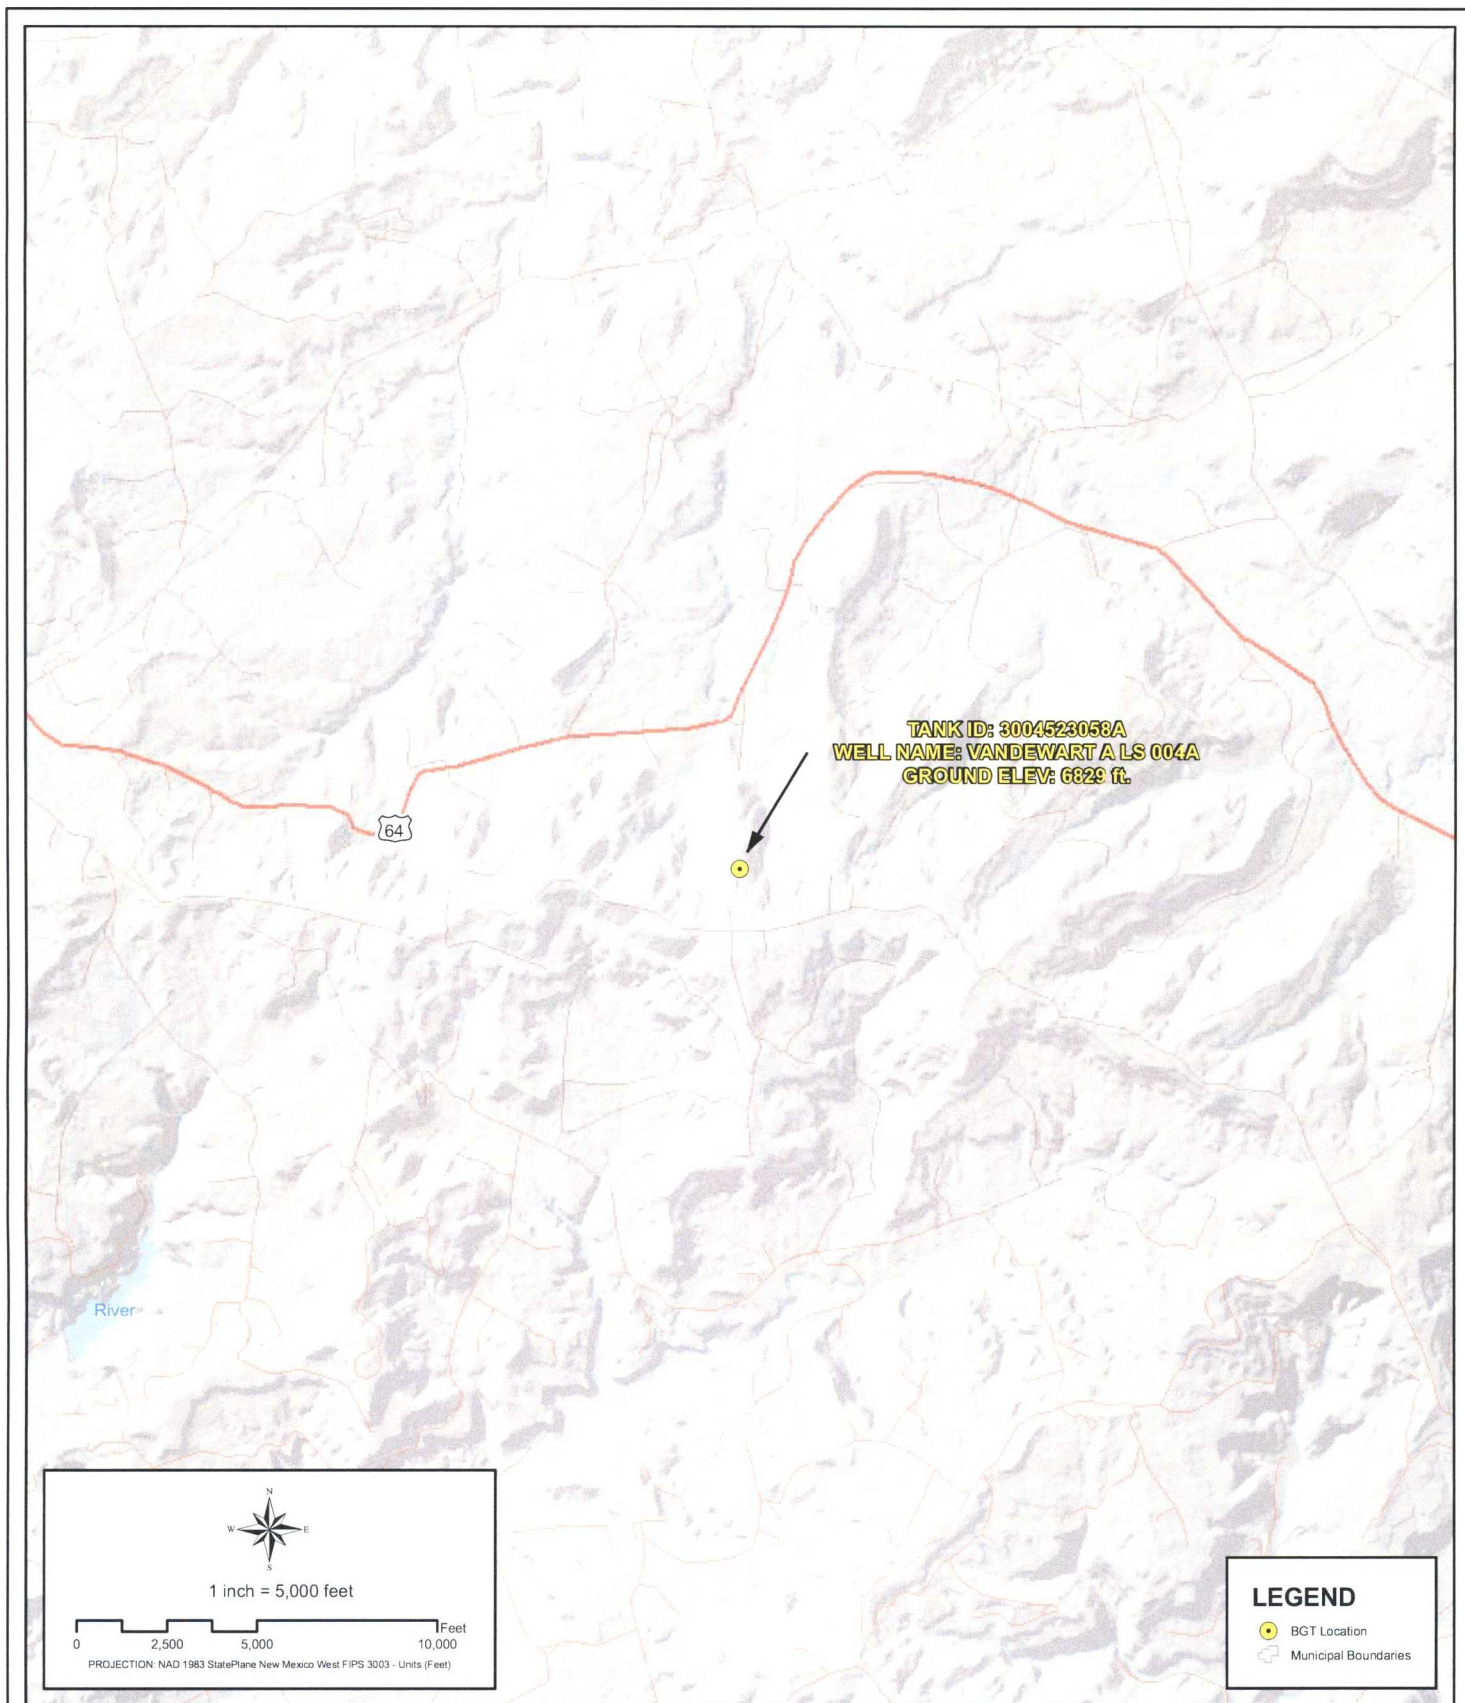 TANK ID: 3004523058A
WELL NAME: VANDEWART A LS 004A
GROUND ELEV: 6829 ft.
64
River
N
W E
S
1 inch = 5,000 feet
Feet
0 2,500 5,000 10,000
PROJECTION: NAD 1983 StatePlane New Mexico West FIPS 3003 - Units (Feet)
LEGEND
BGT Location
Municipal Boundaries